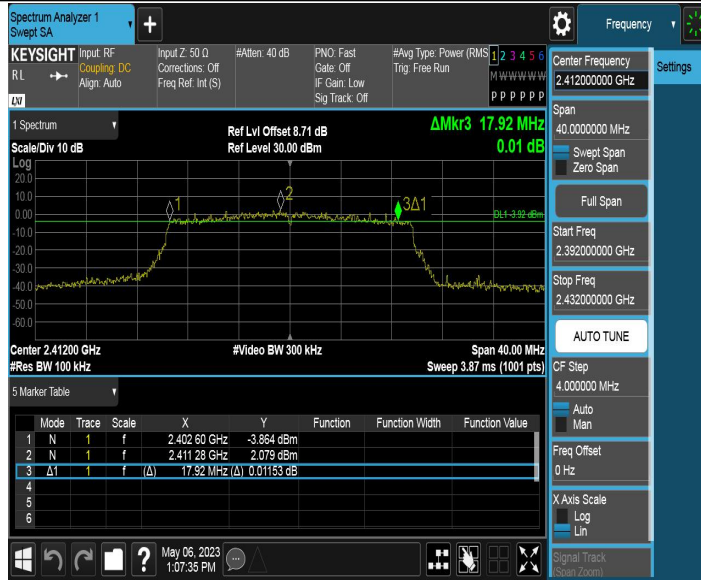 Spectrum Analyzer 1
Swept SA
Frequency
KEYSIGHT
RL
LXI
Input: RF
Coupling: DC
Align: Auto
Input Z: 50 Ω
Corrections: Off
Freq Ref: Int (S)
#Atten: 40 dB
PNO: Fast
Gate: Off
IF Gain: Low
Sig Track: Off
#Avg Type: Power (RMS
Trig: Free Run
1 2 3 4 5 6
M W W W W W
P P P P P P
Settings
1 Spectrum
Scale/Div 10 dB
Ref Lvl Offset 8.71 dB
Ref Level 30.00 dBm
ΔMkr3 17.92 MHz
0.01 dB
Log
20.0
10.0
0.00
-10.0
-20.0
-30.0
-40.0
-50.0
-60.0
1
2
3Δ1
DL1 -3.92 dBm
Center 2.41200 GHz
#Res BW 100 kHz
#Video BW 300 kHz
Span 40.00 MHz
Sweep 3.87 ms (1001 pts)
5 Marker Table
Mode Trace Scale X Y Function Function Width Function Value
1 N 1 f 2.402 60 GHz -3.864 dBm
2 N 1 f 2.411 28 GHz 2.079 dBm
3 Δ1 1 f (Δ) 17.92 MHz (Δ) 0.01153 dB
4
5
6
May 06, 2023
1:07:35 PM
?
Center Frequency
2.412000000 GHz
Span
40.0000000 MHz
Swept Span
Zero Span
Full Span
Start Freq
2.392000000 GHz
Stop Freq
2.432000000 GHz
AUTO TUNE
CF Step
4.000000 MHz
Auto
Man
Freq Offset
0 Hz
X Axis Scale
Log
Lin
Signal Track
(Span Zoom)